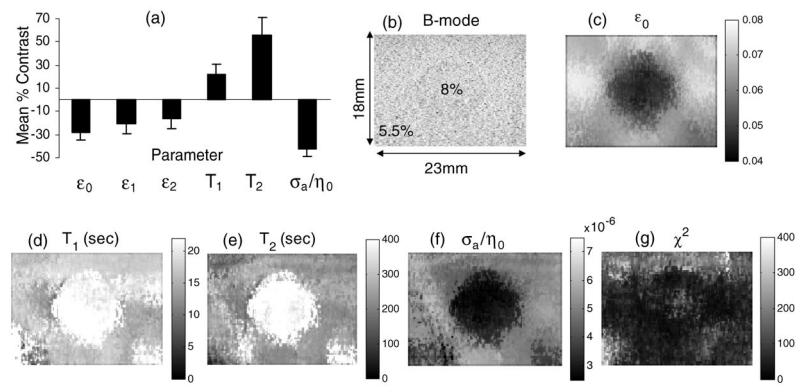 (a)
Mean % Contrast
70
50
30
10
-10
-30
-50
Parameter
ε0 ε1 ε2 T1 T2 σa/η0
(b) B-mode
18mm
8%
5.5%
23mm
(c) ε0
0.08
0.07
0.06
0.05
0.04
(d) T1 (sec)
20
15
10
5
0
(e) T2 (sec)
400
300
200
100
0
(f) σa/η0
x10⁻⁶
7
6
5
4
3
(g) χ2
400
300
200
100
0